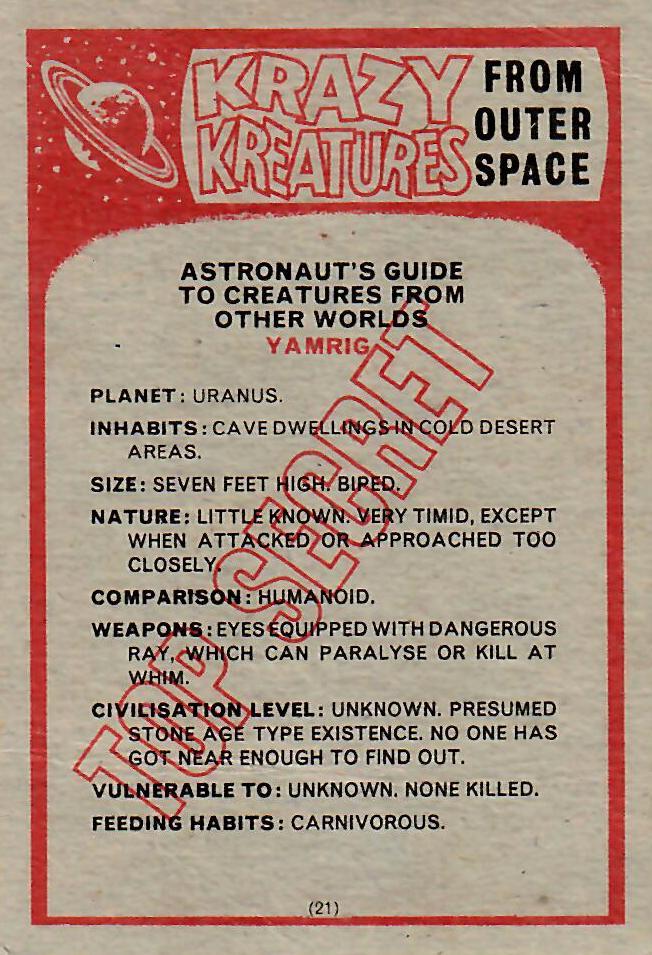 KRAZY
KREATURES
FROM
OUTER
SPACE
ASTRONAUT'S GUIDE
TO CREATURES FROM
OTHER WORLDS
YAMRIG
PLANET: URANUS.
INHABITS: CAVE DWELLINGS IN COLD DESERT
AREAS.
SIZE: SEVEN FEET HIGH. BIPED.
NATURE: LITTLE KNOWN. VERY TIMID, EXCEPT
WHEN ATTACKED OR APPROACHED TOO
CLOSELY.
COMPARISON: HUMANOID.
WEAPONS: EYES EQUIPPED WITH DANGEROUS
RAY, WHICH CAN PARALYSE OR KILL AT
WHIM.
CIVILISATION LEVEL: UNKNOWN. PRESUMED
STONE AGE TYPE EXISTENCE. NO ONE HAS
GOT NEAR ENOUGH TO FIND OUT.
VULNERABLE TO: UNKNOWN. NONE KILLED.
FEEDING HABITS: CARNIVOROUS.
TOP SECRET
(21)